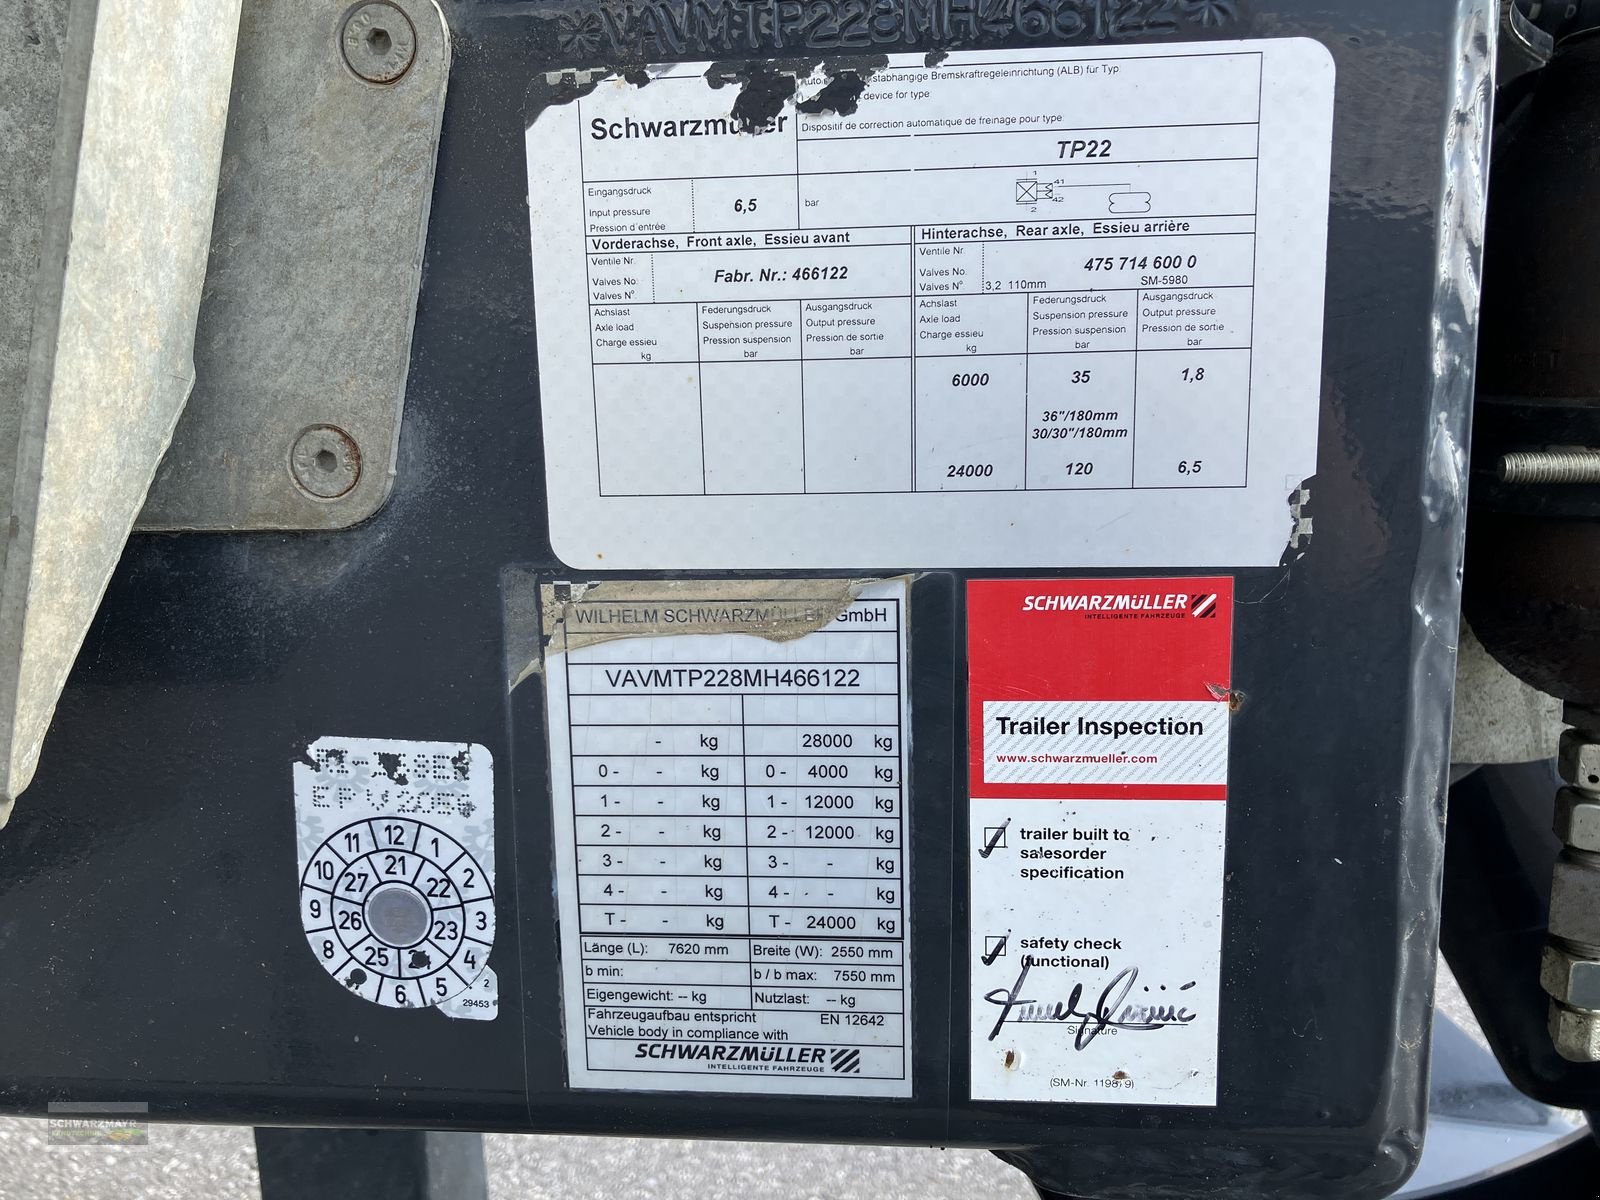 *VAVMTP228MH466122*
Schwarzmüller
stabhängige Bremskraftregeleinrichtung (ALB) für Typ:
device for type:
Dispositif de correction automatique de freinage pour type:
TP22
Eingangsdruck
Input pressure
Pression d'entrée
6,5
bar
1
41
42
2
Vorderachse, Front axle, Essieu avant
Hinterachse, Rear axle, Essieu arrière
Ventile Nr.
Valves No.
Valves N°
Fabr. Nr.: 466122
Ventile Nr.
Valves No.
Valves N°
475 714 600 0
3,2 110mm
SM-5980
Achslast
Axle load
Charge essieu
kg
Federungsdruck
Suspension pressure
Pression suspension
bar
Ausgangsdruck
Output pressure
Pression de sortie
bar
Achslast
Axle load
Charge essieu
kg
Federungsdruck
Suspension pressure
Pression suspension
bar
Ausgangsdruck
Output pressure
Pression de sortie
bar
6000 35 1,8
36"/180mm
30/30"/180mm
24000 120 6,5
WILHELM SCHWARZMÜLLER GmbH
VAVMTP228MH466122
- kg 28000 kg
0 - - kg 0 - 4000 kg
1 - - kg 1 - 12000 kg
2 - - kg 2 - 12000 kg
3 - - kg 3 - - kg
4 - - kg 4 - - kg
T - - kg T - 24000 kg
Länge (L): 7620 mm Breite (W): 2550 mm
b min: b / b max: 7550 mm
Eigengewicht: -- kg Nutzlast: -- kg
Fahrzeugaufbau entspricht EN 12642
Vehicle body in compliance with
SCHWARZMÜLLER
INTELLIGENTE FAHRZEUGE
SCHWARZMÜLLER
INTELLIGENTE FAHRZEUGE
Trailer Inspection
www.schwarzmueller.com
trailer built to
salesorder
specification
safety check
(functional)
Signature
12 1 2 3 4 5 6 8 9 10 11
21 22 23 25 26 27
2
29453
SCHWARZMAYR
LANDTECHNIK